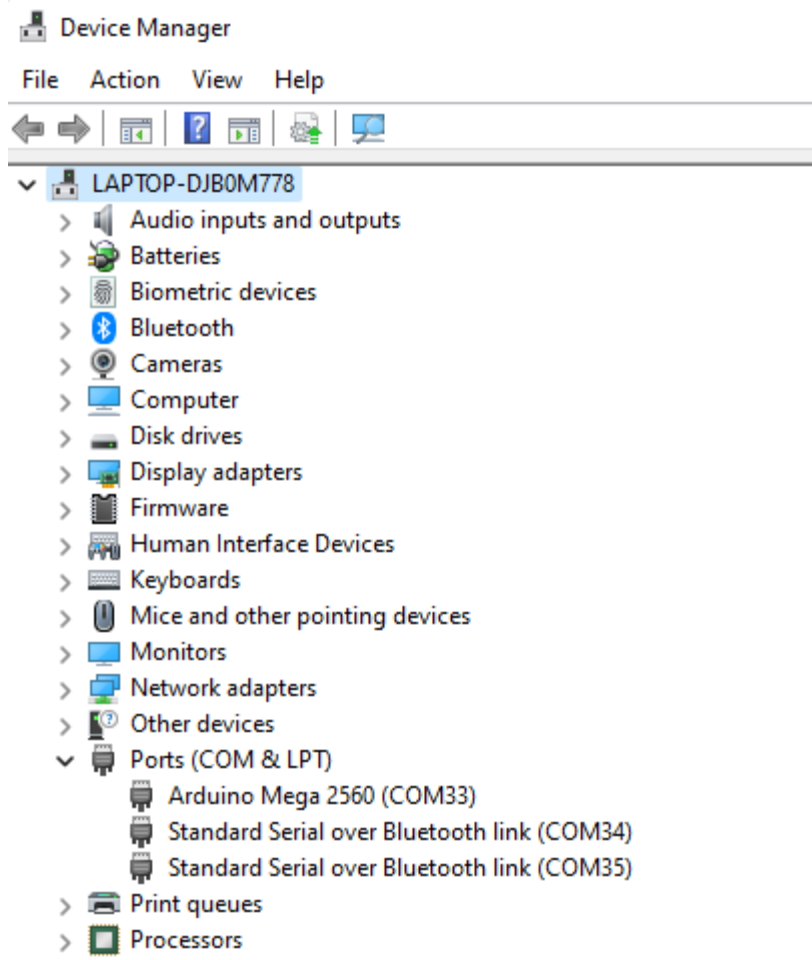 Device Manager
File Action View Help
LAPTOP-DJB0M778
Audio inputs and outputs
Batteries
Biometric devices
Bluetooth
Cameras
Computer
Disk drives
Display adapters
Firmware
Human Interface Devices
Keyboards
Mice and other pointing devices
Monitors
Network adapters
Other devices
Ports (COM & LPT)
Arduino Mega 2560 (COM33)
Standard Serial over Bluetooth link (COM34)
Standard Serial over Bluetooth link (COM35)
Print queues
Processors